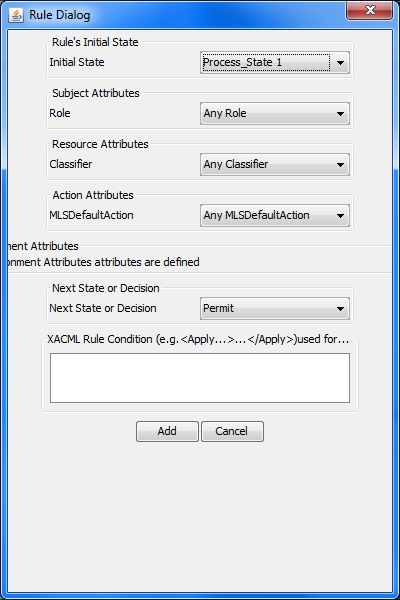 Rule Dialog
Rule's Initial State
Initial State Process_State 1
Subject Attributes
Role Any Role
Resource Attributes
Classifier Any Classifier
Action Attributes
MLSDefaultAction Any MLSDefaultAction
ment Attributes
onment Attributes attributes are defined
Next State or Decision
Next State or Decision Permit
XACML Rule Condition (e.g.<Apply...>...</Apply>)used for...
Add Cancel